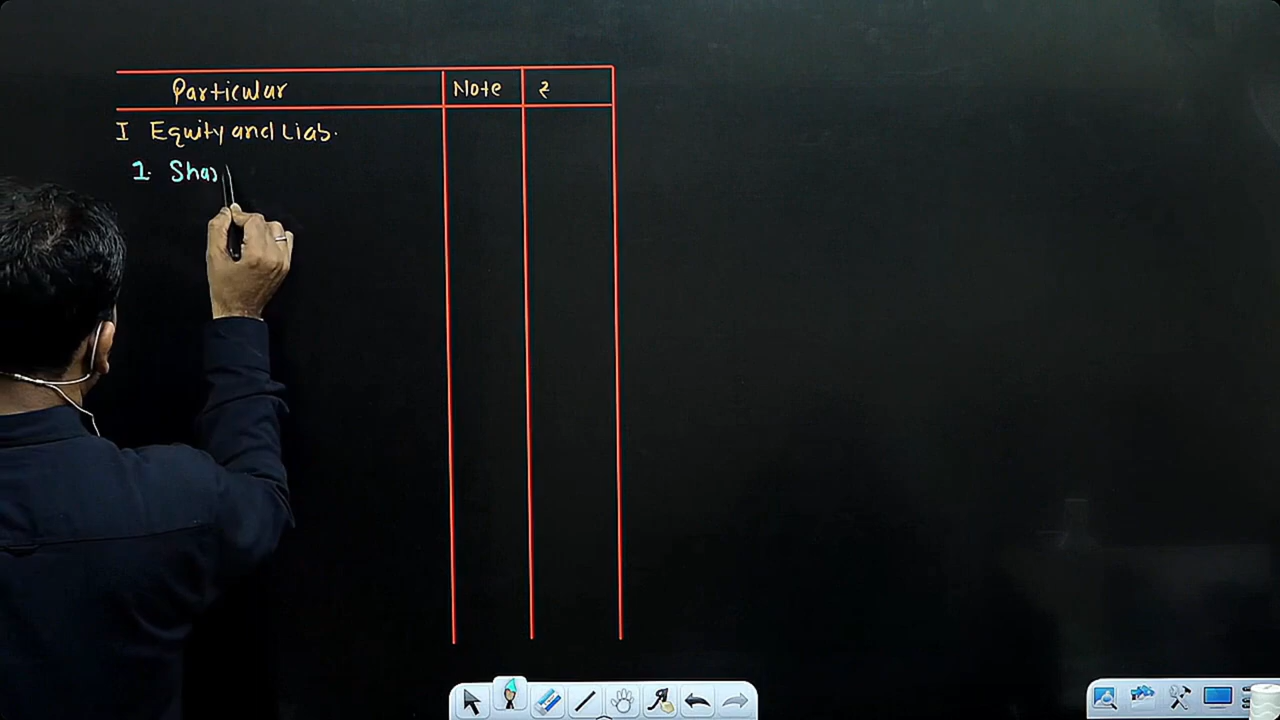 Particular Note ₹
I Equity and Liab.
1. Shar